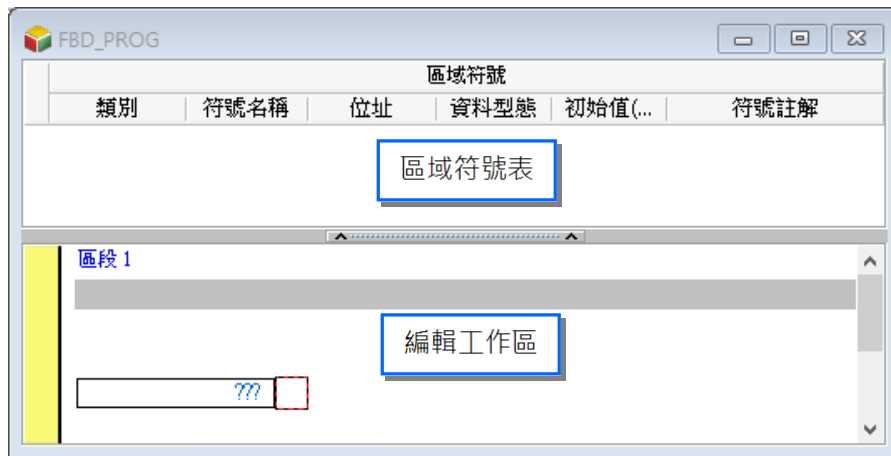 FBD_PROG
區域符號
類別 符號名稱 位址 資料型態 初始值(... 符號註解
區域符號表
區段 1
編輯工作區
???